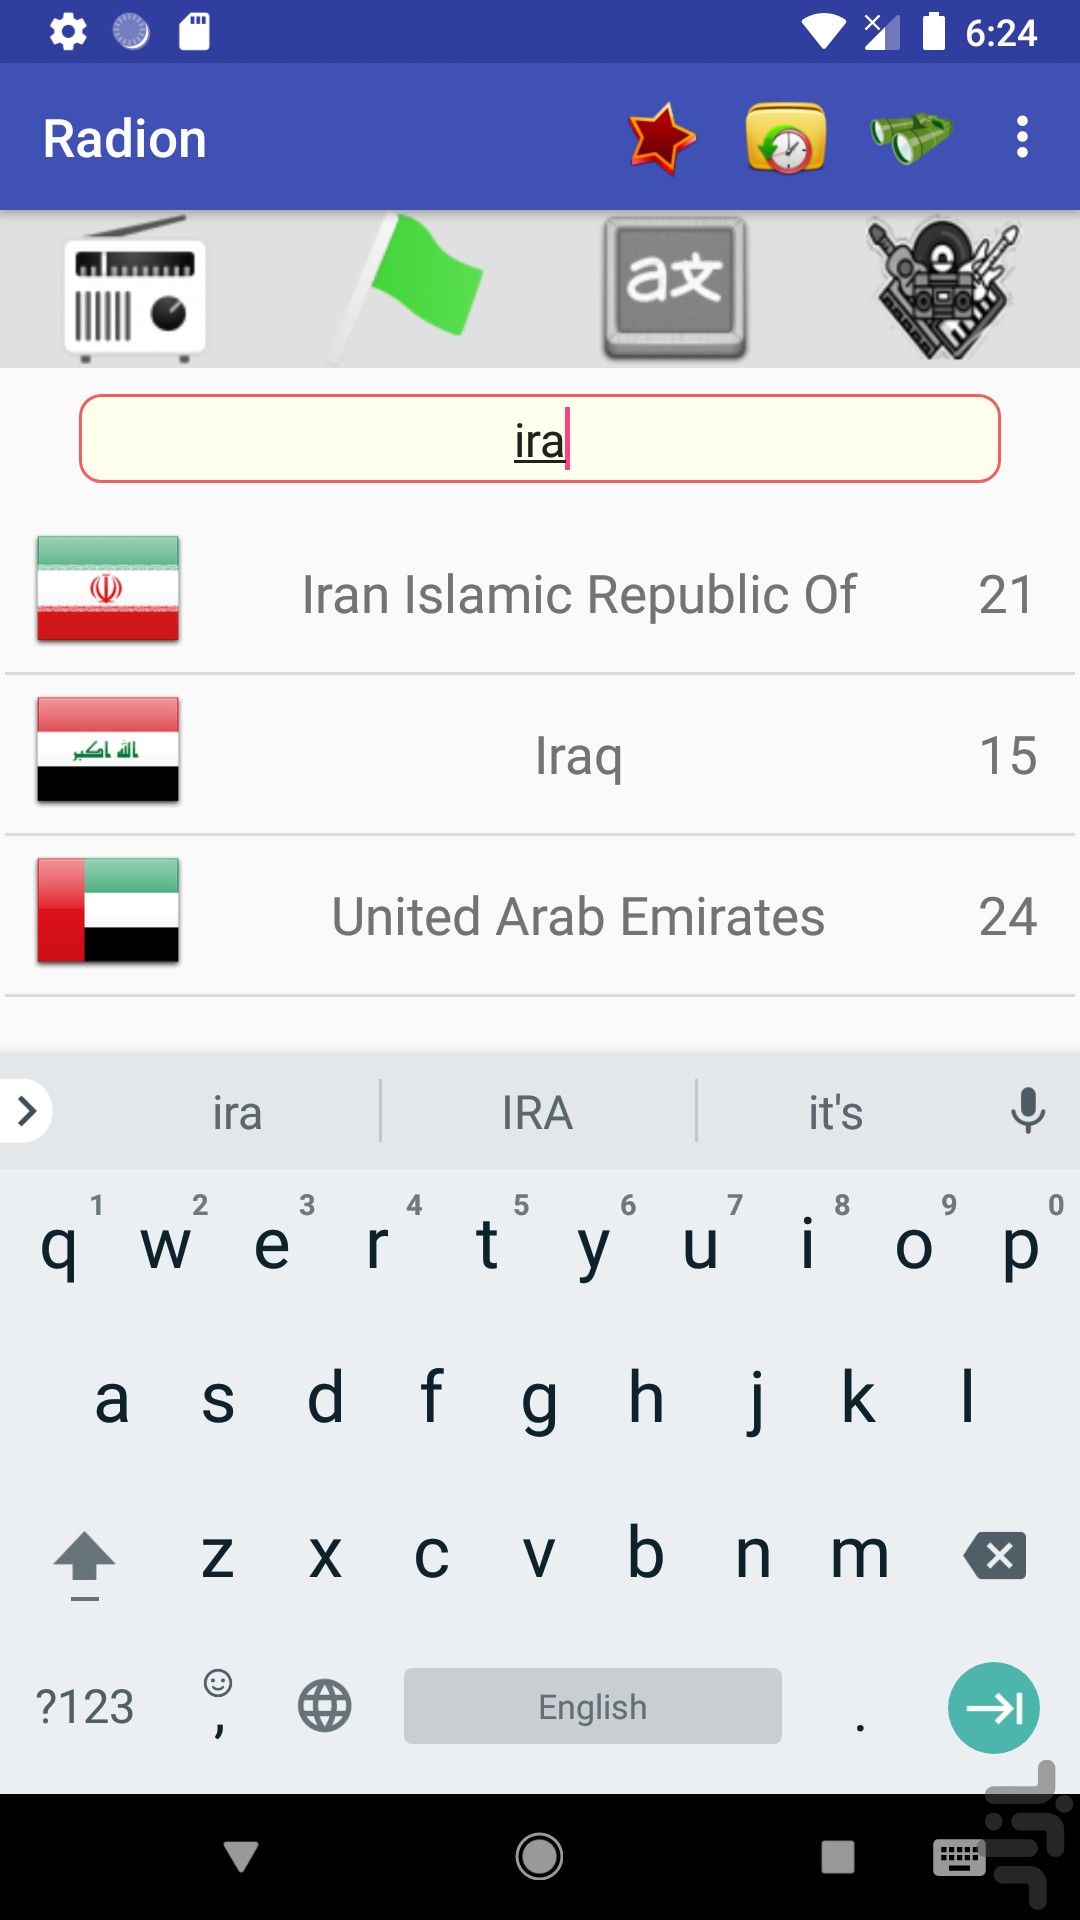 6:24
Radion
a文
ira
Iran Islamic Republic Of 21
الله اكبر
Iraq 15
United Arab Emirates 24
ira IRA it's
1 2 3 4 5 6 7 8 9 0
q w e r t y u i o p
a s d f g h j k l
z x c v b n m
?123 , English .